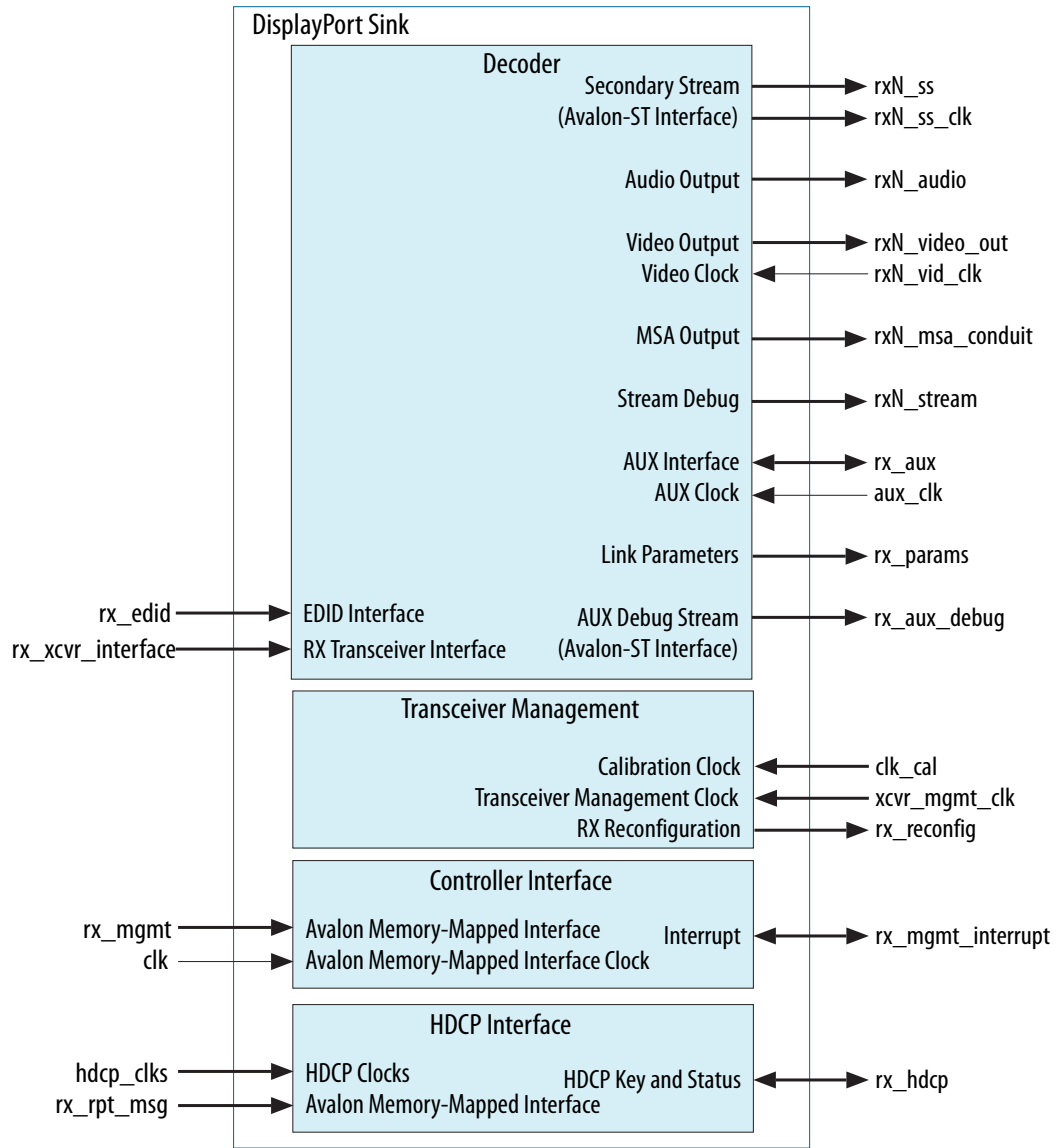 DisplayPort Sink
Decoder
Secondary Stream
rxN_ss
(Avalon-ST Interface)
rxN_ss_clk
Audio Output
rxN_audio
Video Output
rxN_video_out
Video Clock
rxN_vid_clk
MSA Output
rxN_msa_conduit
Stream Debug
rxN_stream
AUX Interface
rx_aux
AUX Clock
aux_clk
Link Parameters
rx_params
rx_edid
EDID Interface
AUX Debug Stream
rx_aux_debug
rx_xcvr_interface
RX Transceiver Interface
(Avalon-ST Interface)
Transceiver Management
Calibration Clock
clk_cal
Transceiver Management Clock
xcvr_mgmt_clk
RX Reconfiguration
rx_reconfig
Controller Interface
rx_mgmt
Avalon Memory-Mapped Interface
Interrupt
rx_mgmt_interrupt
clk
Avalon Memory-Mapped Interface Clock
HDCP Interface
hdcp_clks
HDCP Clocks
HDCP Key and Status
rx_hdcp
rx_rpt_msg
Avalon Memory-Mapped Interface